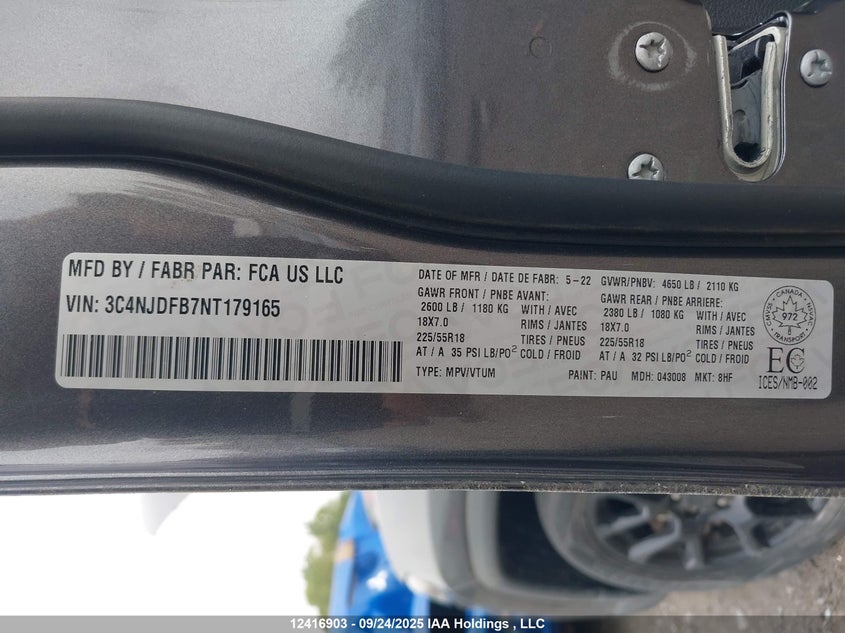 MFD BY / FABR PAR: FCA US LLC
VIN: 3C4NJDFB7NT179165
DATE OF MFR / DATE DE FABR: 5-22 GVWR/PNBV: 4650 LB / 2110 KG
GAWR FRONT / PNBE AVANT: GAWR REAR / PNBE ARRIERE:
2600 LB / 1180 KG WITH / AVEC 2380 LB / 1080 KG WITH / AVEC
18X7.0 RIMS / JANTES 18X7.0 RIMS / JANTES
225/55R18 TIRES / PNEUS 225/55R18 TIRES / PNEUS
AT / A 35 PSI LB/PO² COLD / FROID AT / A 32 PSI LB/PO² COLD / FROID
TYPE: MPV/VTUM PAINT: PAU MDH: 043008 MKT: 8HF
CANADA
CMVSS NSVAC
972
TRANSPORT
EC
ICES/NMB-002
12416903 - 09/24/2025 IAA Holdings , LLC